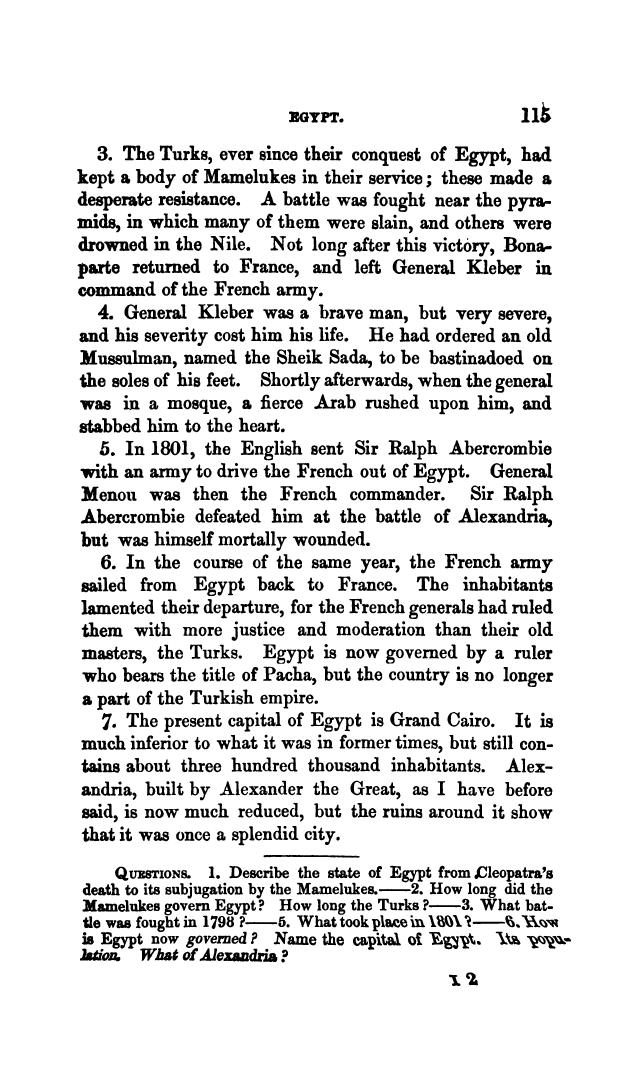 EGYPT. 115
3. The Turks, ever since their conquest of Egypt, had
kept a body of Mamelukes in their service; these made a
desperate resistance. A battle was fought near the pyra-
mids, in which many of them were slain, and others were
drowned in the Nile. Not long after this victory, Bona-
parte returned to France, and left General Kleber in
command of the French army.
4. General Kleber was a brave man, but very severe,
and his severity cost him his life. He had ordered an old
Mussulman, named the Sheik Sada, to be bastinadoed on
the soles of his feet. Shortly afterwards, when the general
was in a mosque, a fierce Arab rushed upon him, and
stabbed him to the heart.
5. In 1801, the English sent Sir Ralph Abercrombie
with an army to drive the French out of Egypt. General
Menou was then the French commander. Sir Ralph
Abercrombie defeated him at the battle of Alexandria,
but was himself mortally wounded.
6. In the course of the same year, the French army
sailed from Egypt back to France. The inhabitants
lamented their departure, for the French generals had ruled
them with more justice and moderation than their old
masters, the Turks. Egypt is now governed by a ruler
who bears the title of Pacha, but the country is no longer
a part of the Turkish empire.
7. The present capital of Egypt is Grand Cairo. It is
much inferior to what it was in former times, but still con-
tains about three hundred thousand inhabitants. Alex-
andria, built by Alexander the Great, as I have before
said, is now much reduced, but the ruins around it show
that it was once a splendid city.
QUESTIONS. 1. Describe the state of Egypt from Cleopatra's
death to its subjugation by the Mamelukes.——2. How long did the
Mamelukes govern Egypt? How long the Turks?——3. What bat-
tle was fought in 1798?——5. What took place in 1801?——6. How
is Egypt now governed? Name the capital of Egypt. Its popu-
lation. What of Alexandria?
I 2